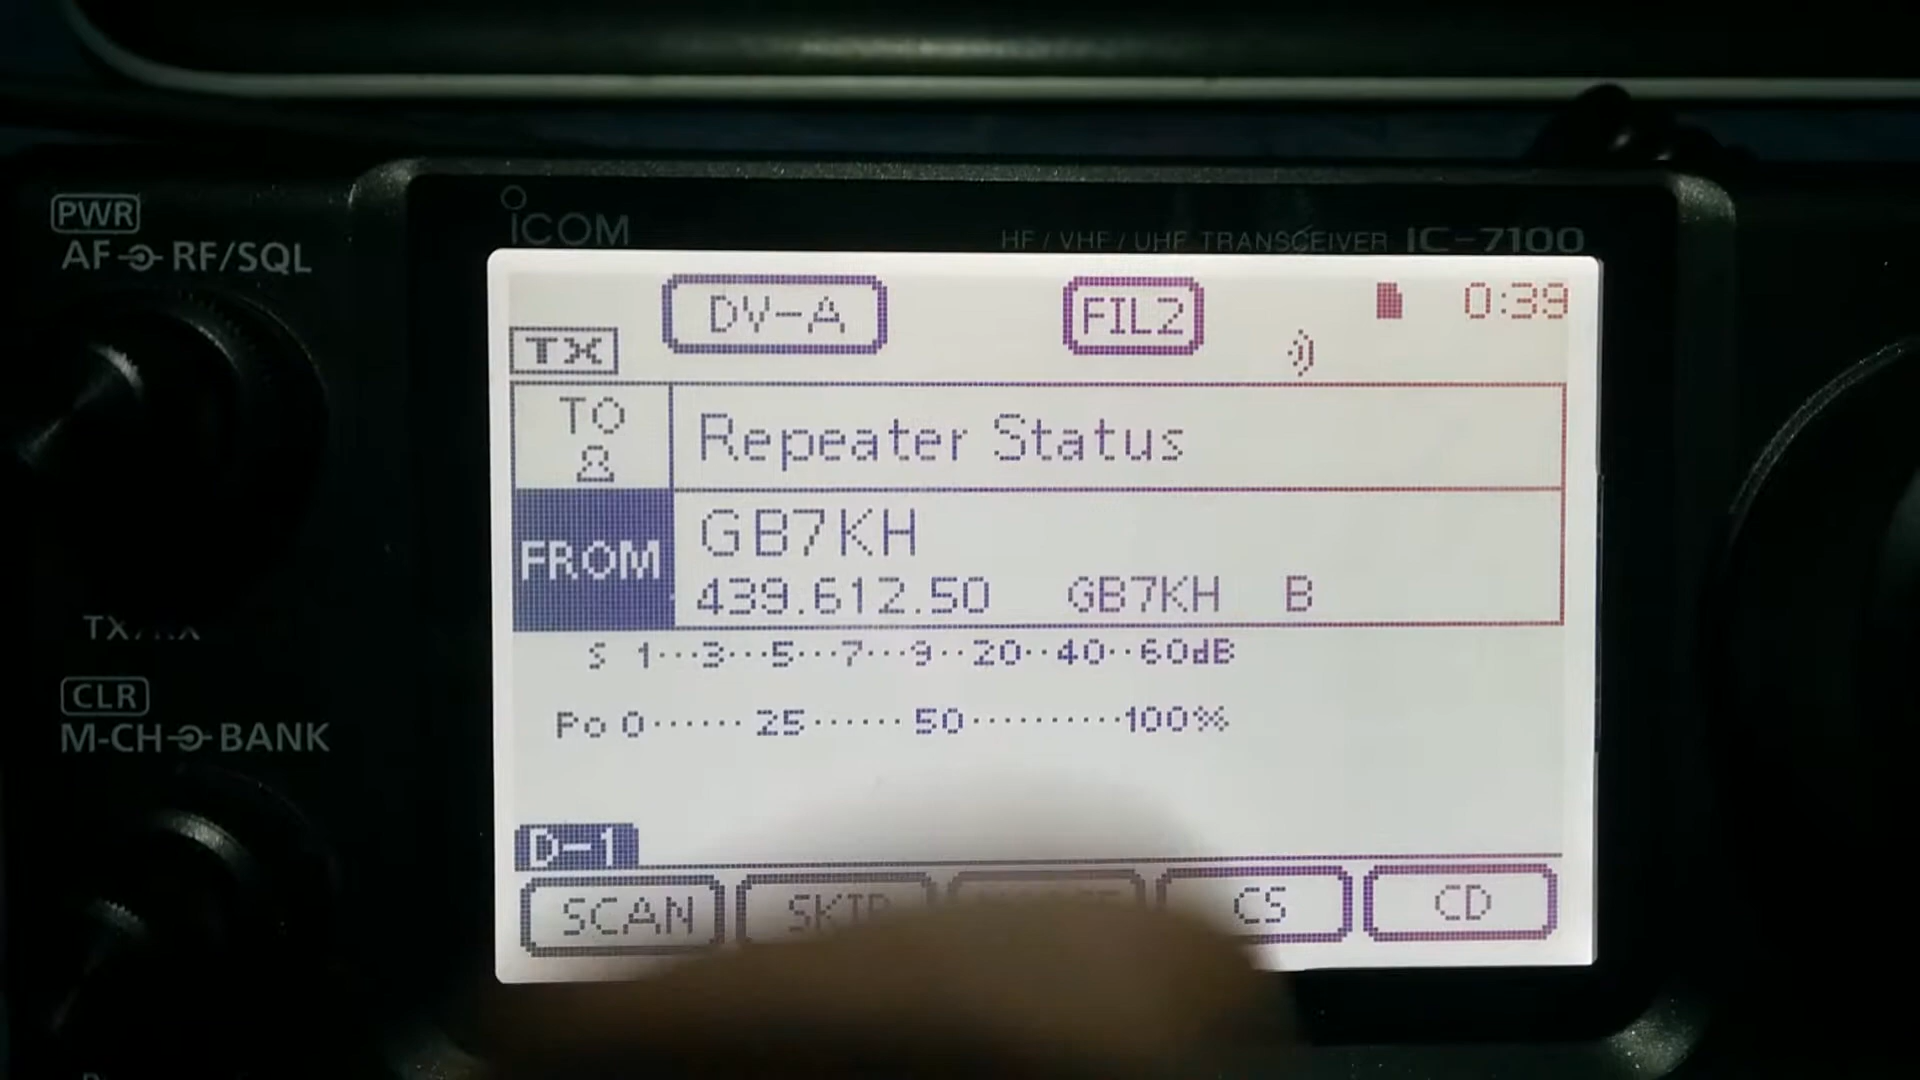 PWR
AF RF/SQL
ICOM
HF / VHF / UHF TRANSCEIVER IC-7100
DV-A FIL2 0:39
TX
TO Repeater Status
FROM GB7KH
439.612.50 GB7KH B
S 1···3···5···7···9··20··40··60dB
Po 0······25······50··········100%
CLR
M-CH BANK
D-1
SCAN SKIP CS CD